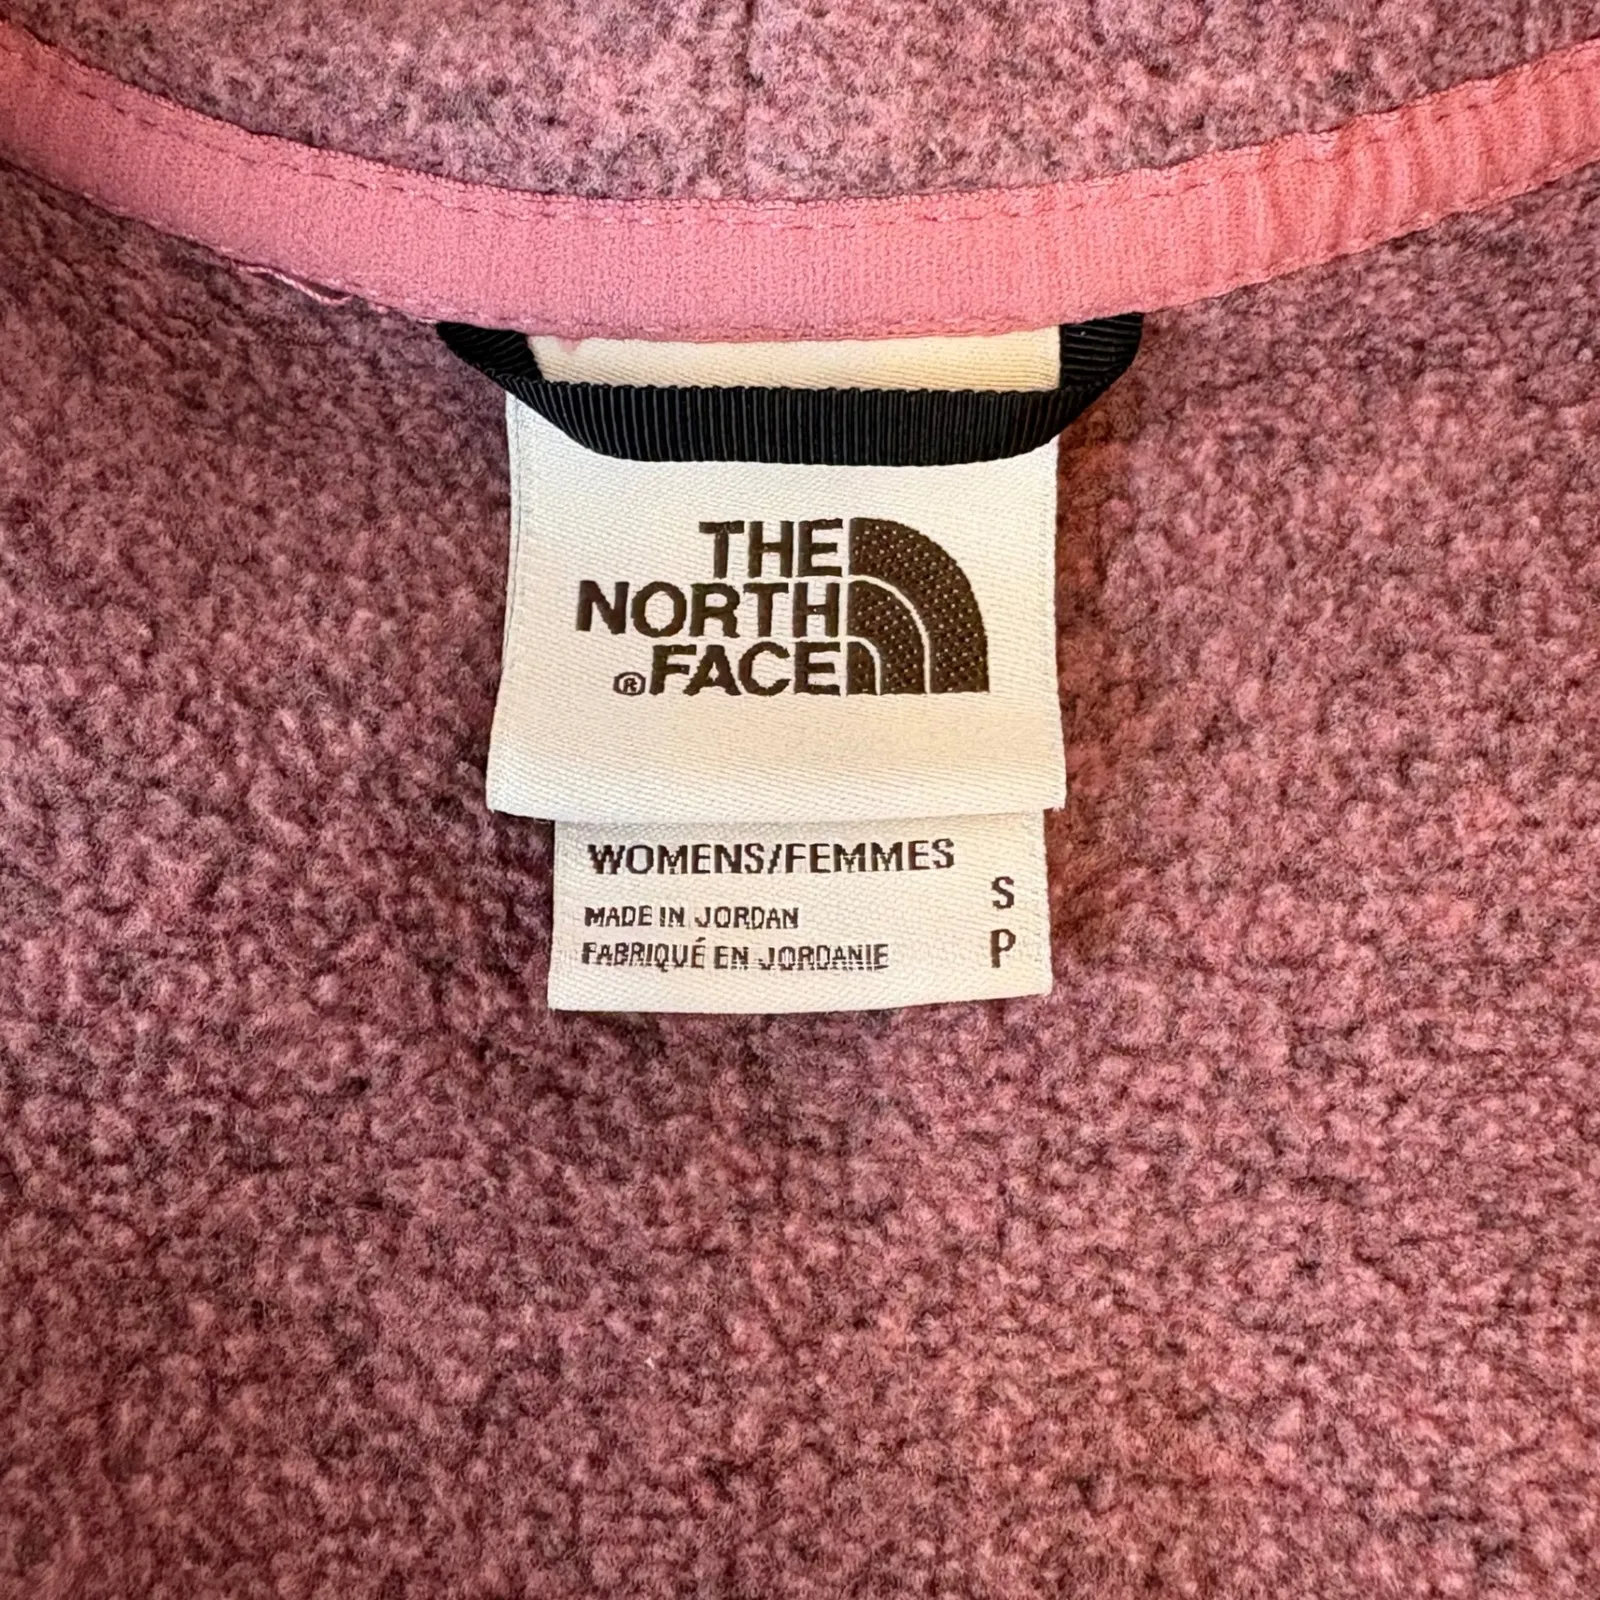 THE
NORTH
®FACE
WOMENS/FEMMES
S
MADE IN JORDAN
FABRIQUÉ EN JORDANIE
P